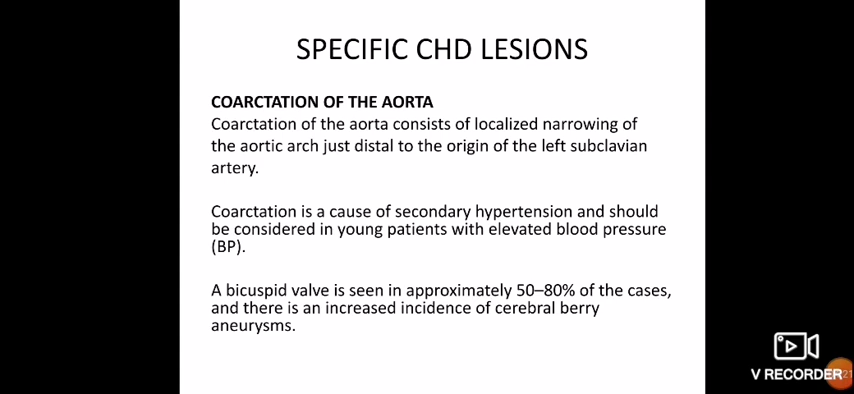 SPECIFIC CHD LESIONS
COARCTATION OF THE AORTA
Coarctation of the aorta consists of localized narrowing of
the aortic arch just distal to the origin of the left subclavian
artery.
Coarctation is a cause of secondary hypertension and should
be considered in young patients with elevated blood pressure
(BP).
A bicuspid valve is seen in approximately 50–80% of the cases,
and there is an increased incidence of cerebral berry
aneurysms.
V RECORDER